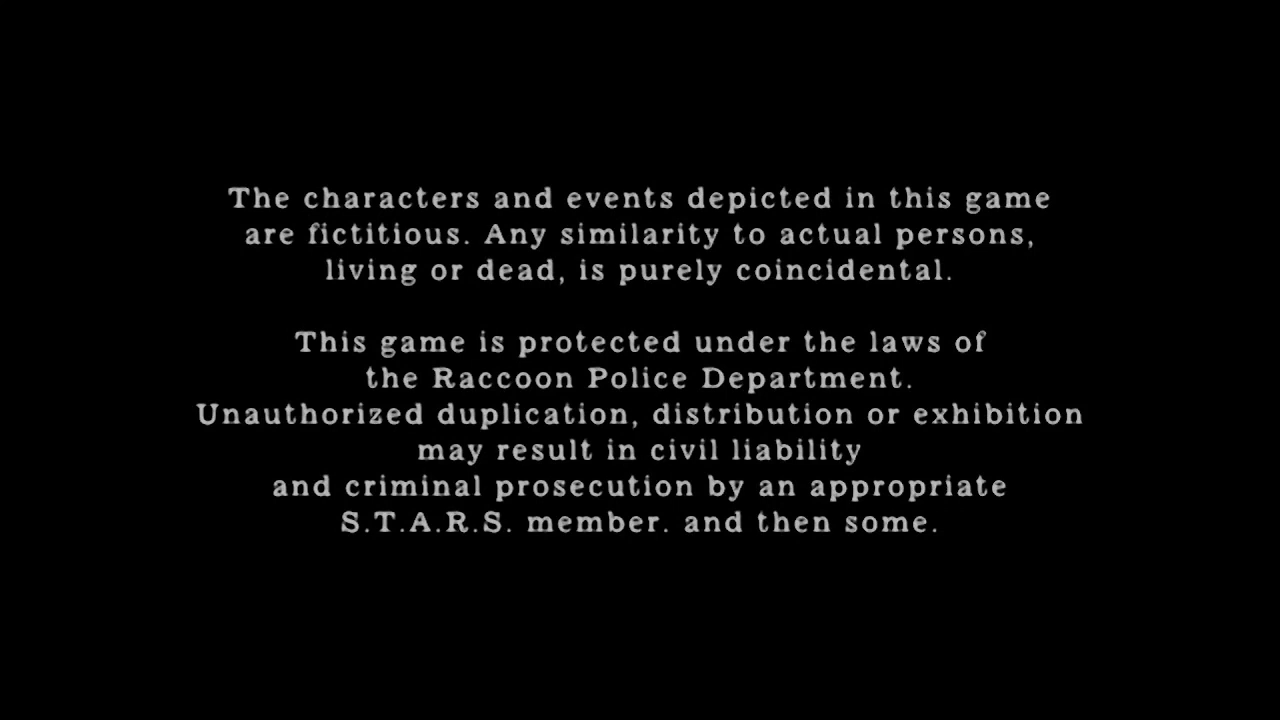 The characters and events depicted in this game
are fictitious. Any similarity to actual persons,
living or dead, is purely coincidental.
This game is protected under the laws of
the Raccoon Police Department.
Unauthorized duplication, distribution or exhibition
may result in civil liability
and criminal prosecution by an appropriate
S.T.A.R.S. member. and then some.